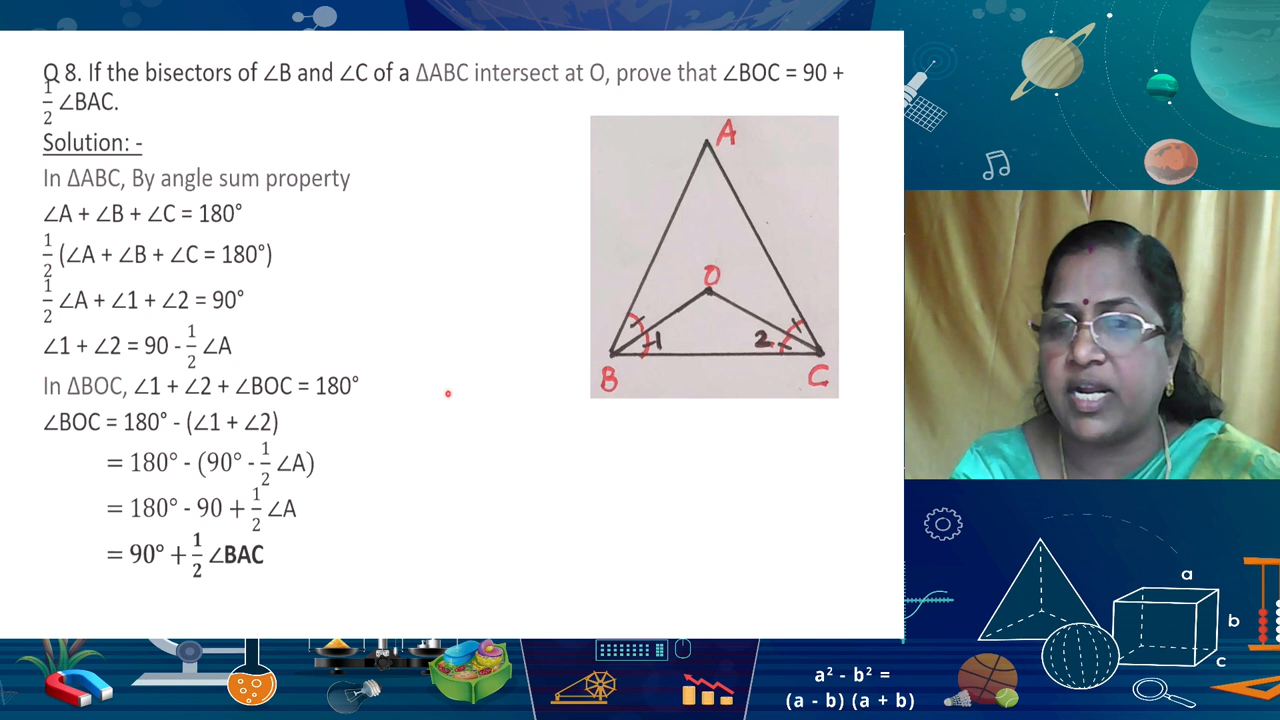 Q 8. If the bisectors of ∠B and ∠C of a ΔABC intersect at O, prove that ∠BOC = 90 +
1/2 ∠BAC.
Solution: -
In ΔABC, By angle sum property
∠A + ∠B + ∠C = 180°
1/2 (∠A + ∠B + ∠C = 180°)
1/2 ∠A + ∠1 + ∠2 = 90°
∠1 + ∠2 = 90 - 1/2 ∠A
In ΔBOC, ∠1 + ∠2 + ∠BOC = 180°
∠BOC = 180° - (∠1 + ∠2)
= 180° - (90° - 1/2 ∠A)
= 180° - 90 + 1/2 ∠A
= 90° + 1/2 ∠BAC
A
O
1
2
B
C
a
b
c
a² - b² =
(a - b) (a + b)